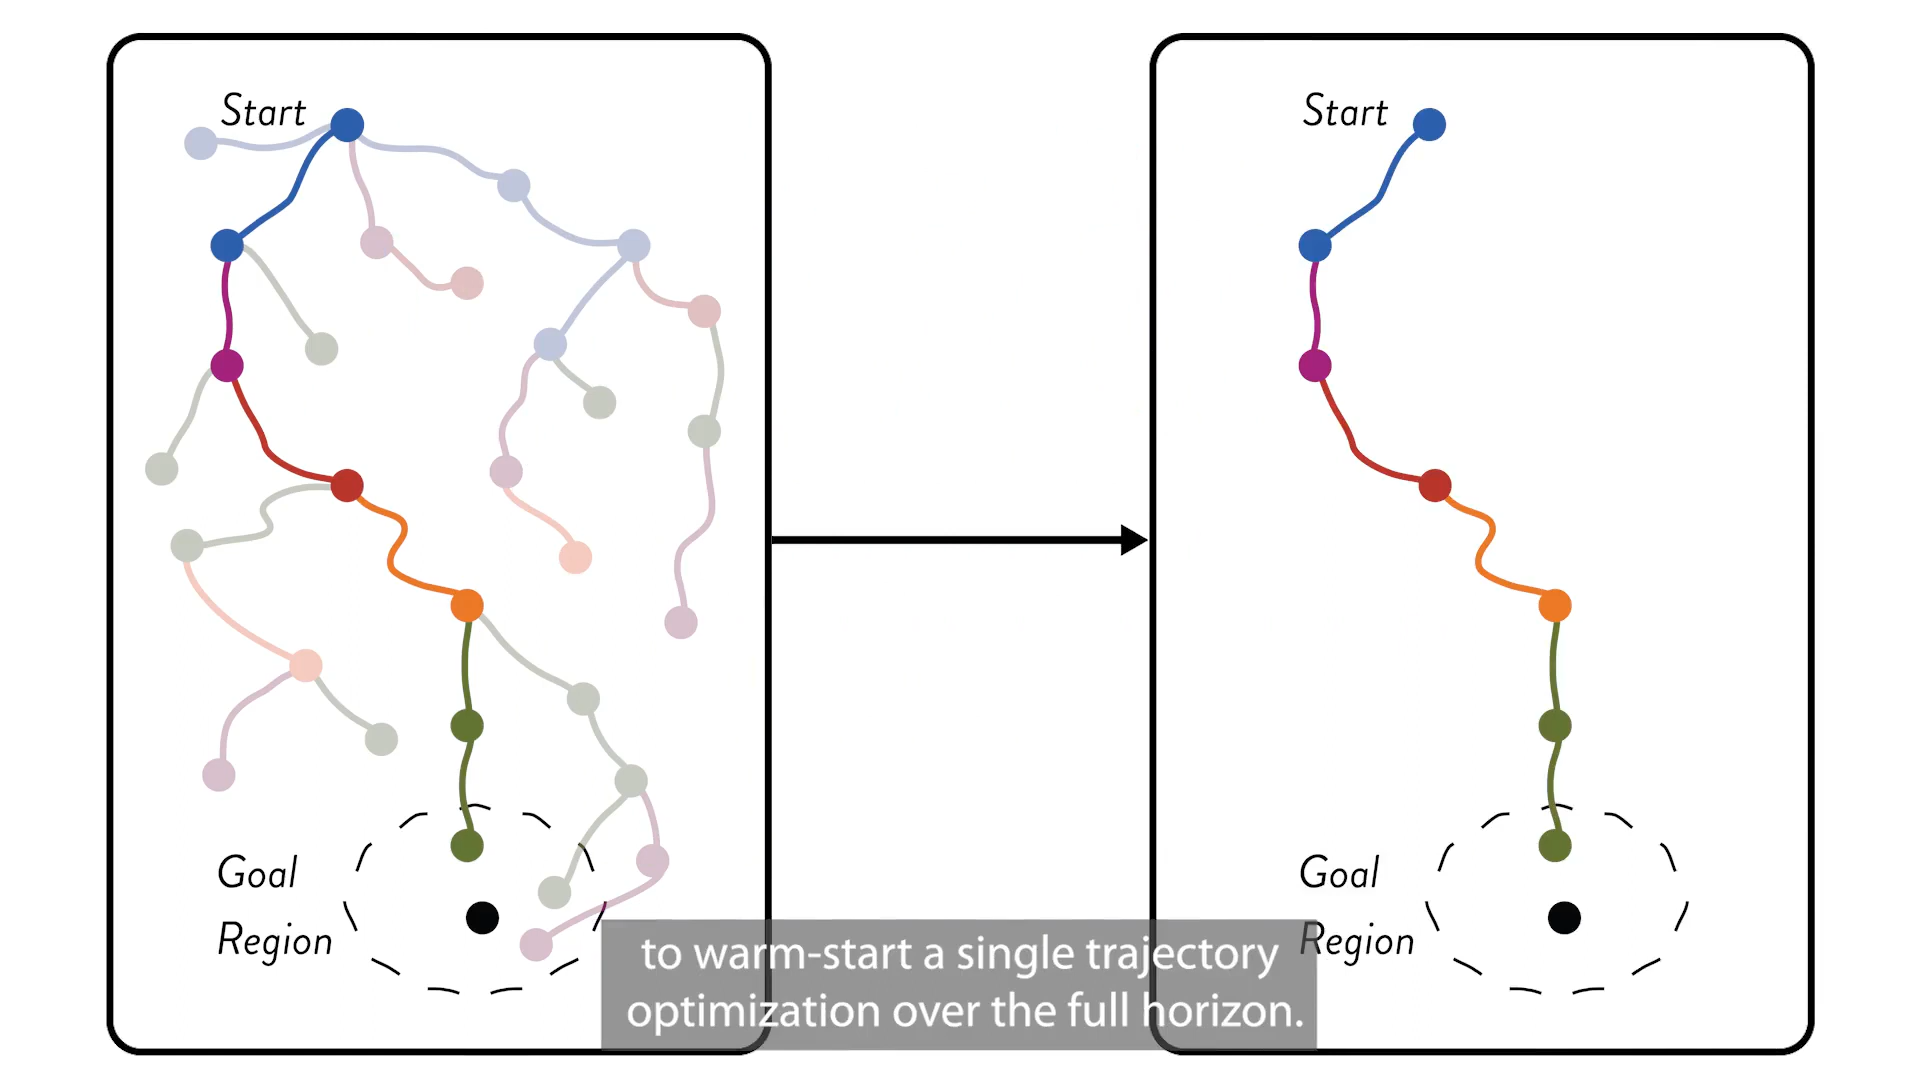 Start
Goal
Region
Start
Goal
Region
to warm-start a single trajectory
optimization over the full horizon.